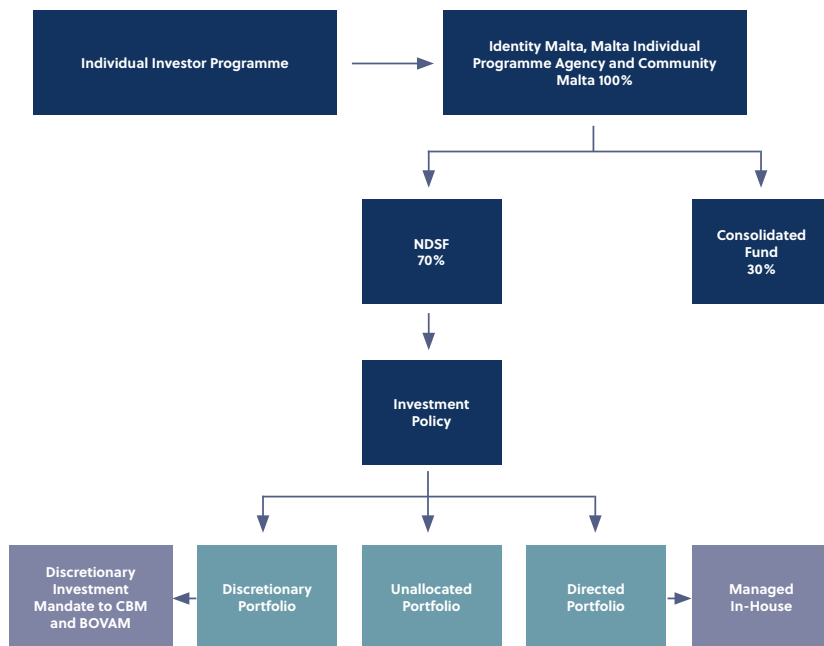 Individual Investor Programme
Identity Malta, Malta Individual
Programme Agency and Community
Malta 100%
NDSF
70%
Consolidated
Fund
30%
Investment
Policy
Discretionary
Investment
Mandate to CBM
and BOVAM
Discretionary
Portfolio
Unallocated
Portfolio
Directed
Portfolio
Managed
In-House